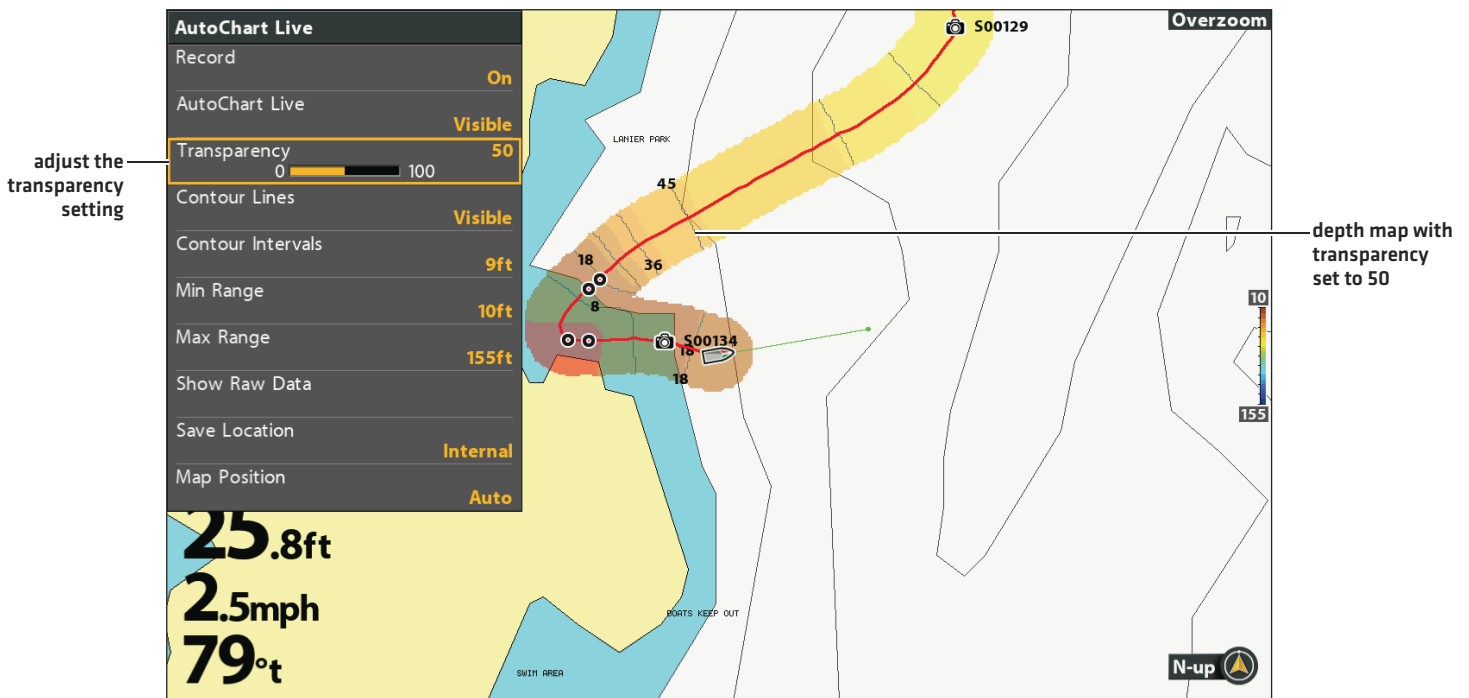 AutoChart Live
Record
On
AutoChart Live
Visible
Transparency 50
0 100
Contour Lines
Visible
Contour Intervals
9ft
Min Range
10ft
Max Range
155ft
Show Raw Data
Save Location
Internal
Map Position
Auto
adjust the
transparency
setting
25.8ft
2.5mph
79°t
Overzoom
S00129
LANIER PARK
45
18
36
8
S00134
18
18
depth map with
transparency
set to 50
10
155
BOATS KEEP OUT
SWIM AREA
N-up